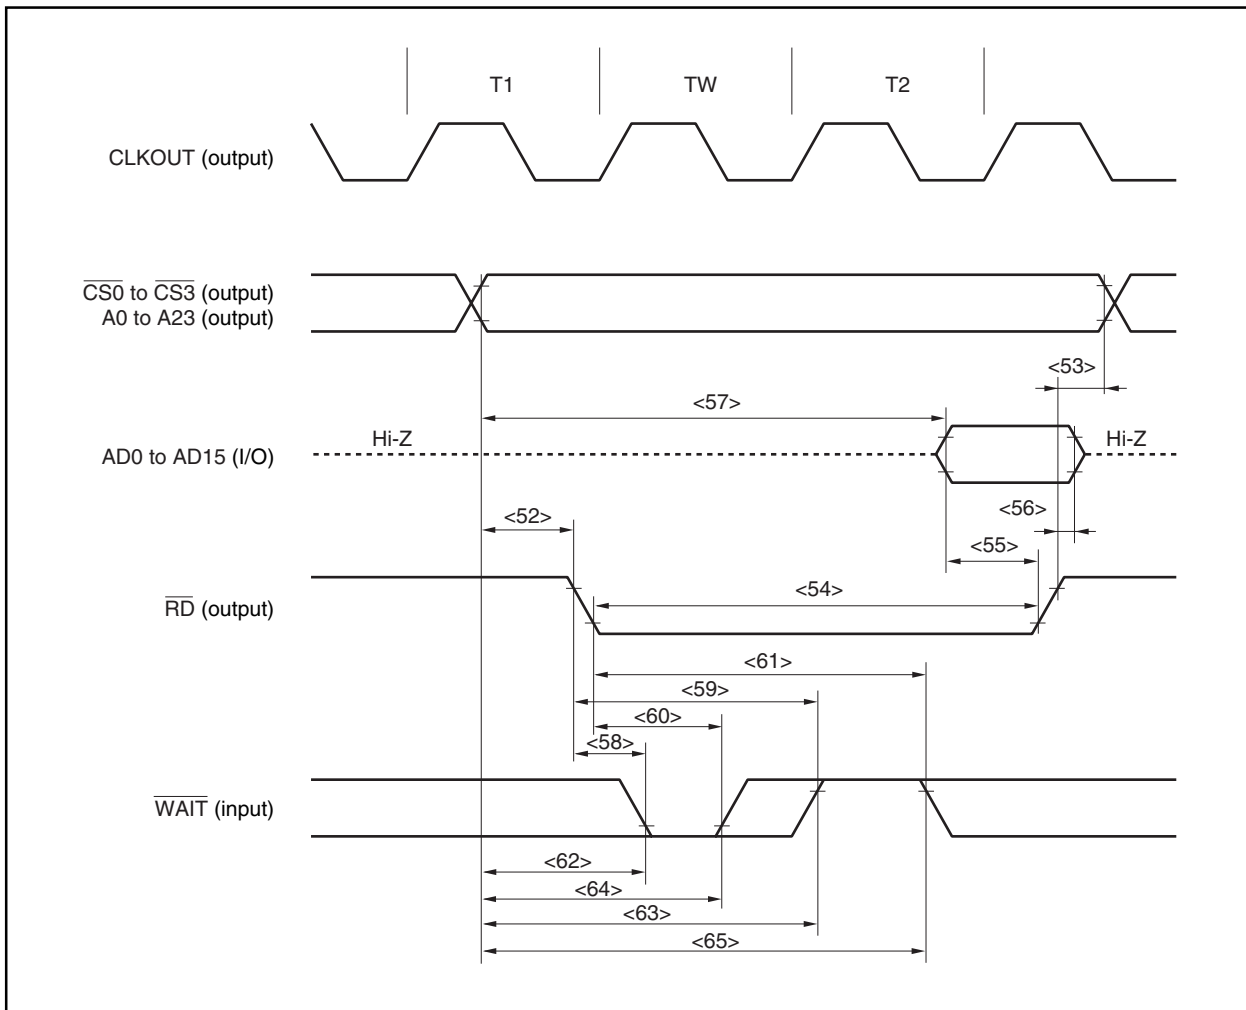 T1 TW T2
CLKOUT (output)
CS0 to CS3 (output)
A0 to A23 (output)
<53>
<57>
Hi-Z Hi-Z
AD0 to AD15 (I/O)
<56>
<52>
<55>
<54>
RD (output)
<61>
<59>
<60>
<58>
WAIT (input)
<62>
<64>
<63>
<65>